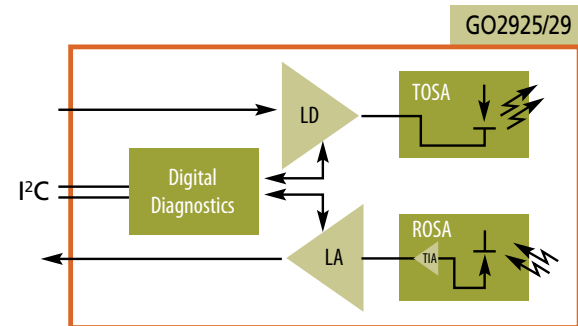 GO2925/29
TOSA
LD
Digital
Diagnostics
I²C
ROSA
TIA
LA